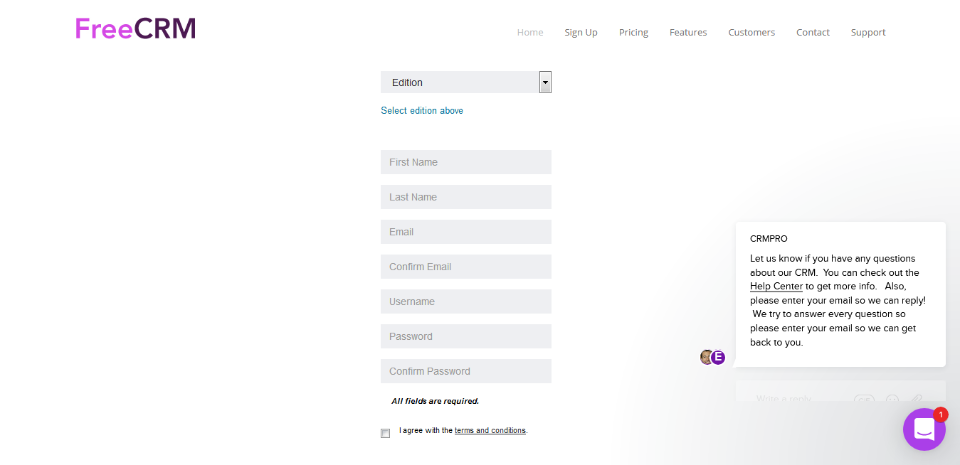 FreeCRM
Home Sign Up Pricing Features Customers Contact Support
Edition
Select edition above
First Name
Last Name
Email
Confirm Email
Username
Password
Confirm Password
All fields are required.
I agree with the terms and conditions.
CRMPRO
Let us know if you have any questions
about our CRM. You can check out the
Help Center to get more info. Also,
please enter your email so we can reply!
We try to answer every question so
please enter your email so we can get
back to you.
E
Write a reply
1